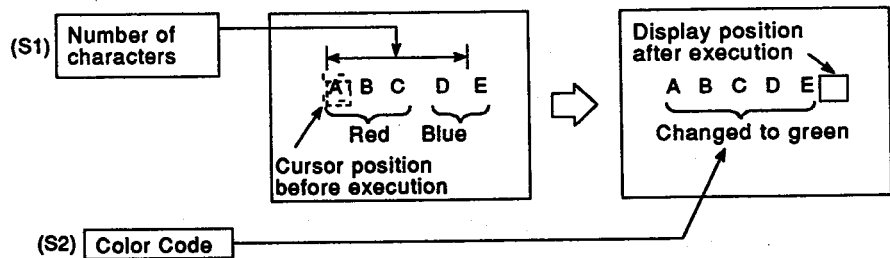 (S1) Number of
characters
A B C D E
Red Blue
Cursor position
before execution
Display position
after execution
A B C D E
Changed to green
(S2) Color Code